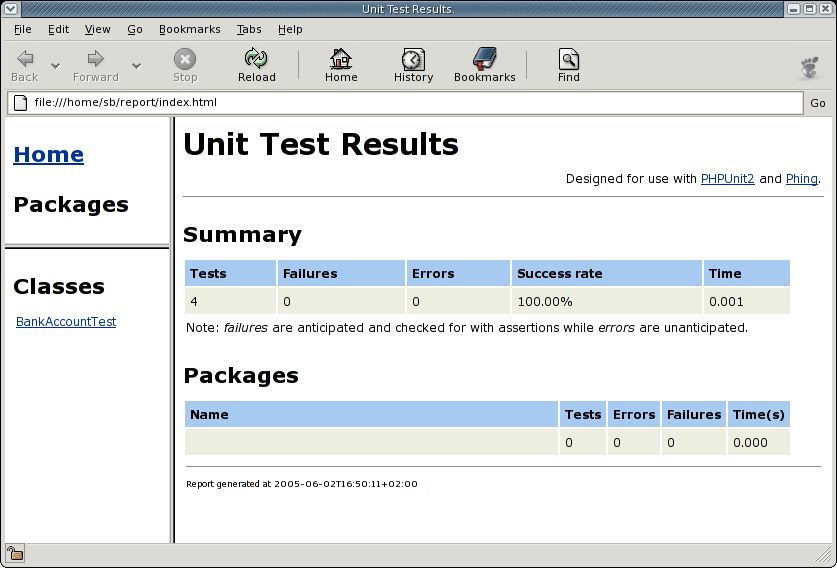 Unit Test Results.
File Edit View Go Bookmarks Tabs Help
Back Forward Stop Reload Home History Bookmarks Find
file:///home/sb/report/index.html Go
Home
Packages
Classes
BankAccountTest
Unit Test Results
Designed for use with PHPUnit2 and Phing.
Summary
Tests Failures Errors Success rate Time
4 0 0 100.00% 0.001
Note: failures are anticipated and checked for with assertions while errors are unanticipated.
Packages
Name Tests Errors Failures Time(s)
0 0 0 0.000
Report generated at 2005-06-02T16:50:11+02:00